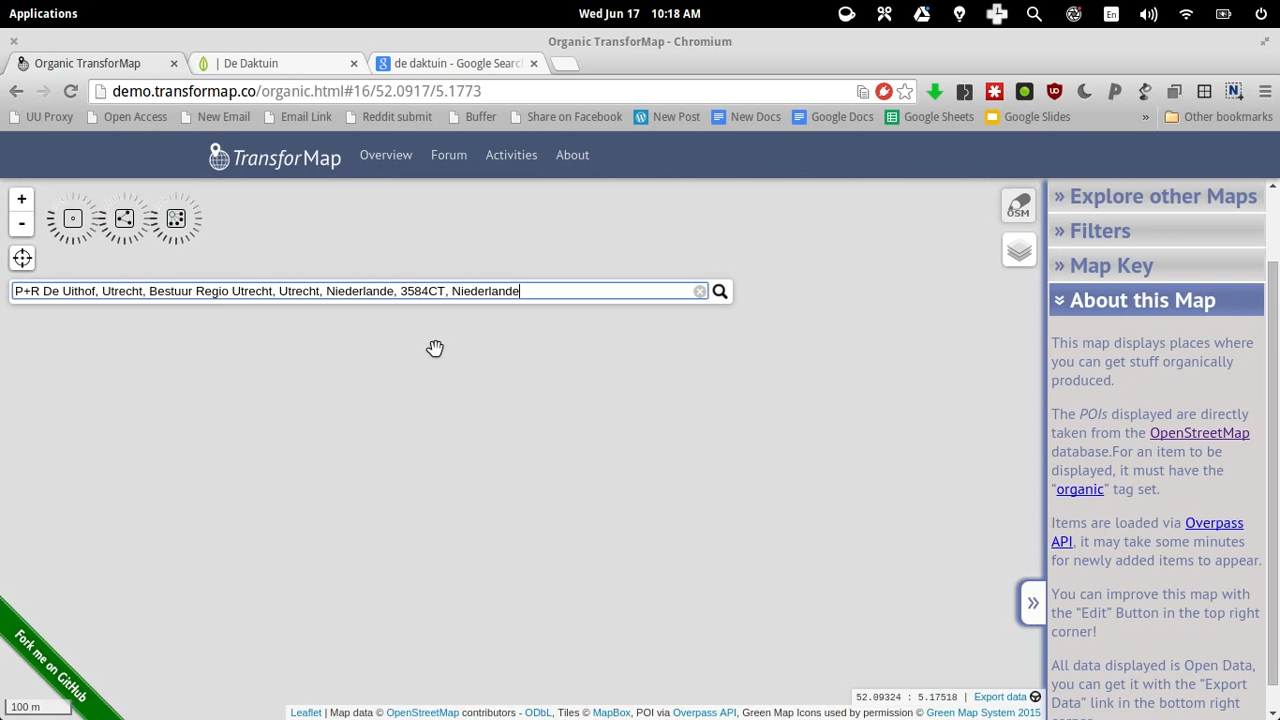 Applications
Wed Jun 17 10:18 AM
En
Organic TransforMap - Chromium
Organic TransforMap
| De Daktuin
de daktuin - Google Searc
demo.transformap.co/organic.html#16/52.0917/5.1773
UU Proxy
Open Access
New Email
Email Link
Reddit submit
Buffer
Share on Facebook
New Post
New Docs
Google Docs
Google Sheets
Google Slides
»
Other bookmarks
TransforMap
Overview
Forum
Activities
About
+
-
OSM
P+R De Uithof, Utrecht, Bestuur Regio Utrecht, Utrecht, Niederlande, 3584CT, Niederlande
» Explore other Maps
» Filters
» Map Key
» About this Map
This map displays places where
you can get stuff organically
produced.
The POIs displayed are directly
taken from the OpenStreetMap
database.For an item to be
displayed, it must have the
“organic” tag set.
Items are loaded via Overpass
API, it may take some minutes
for newly added items to appear.
You can improve this map with
the "Edit" Button in the top right
corner!
All data displayed is Open Data,
you can get it with the "Export
Data" link in the bottom right
corner.
»
Fork me on GitHub
100 m
52.09324 : 5.17518 | Export data
Leaflet | Map data © OpenStreetMap contributors - ODbL, Tiles © MapBox, POI via Overpass API, Green Map Icons used by permission © Green Map System 2015